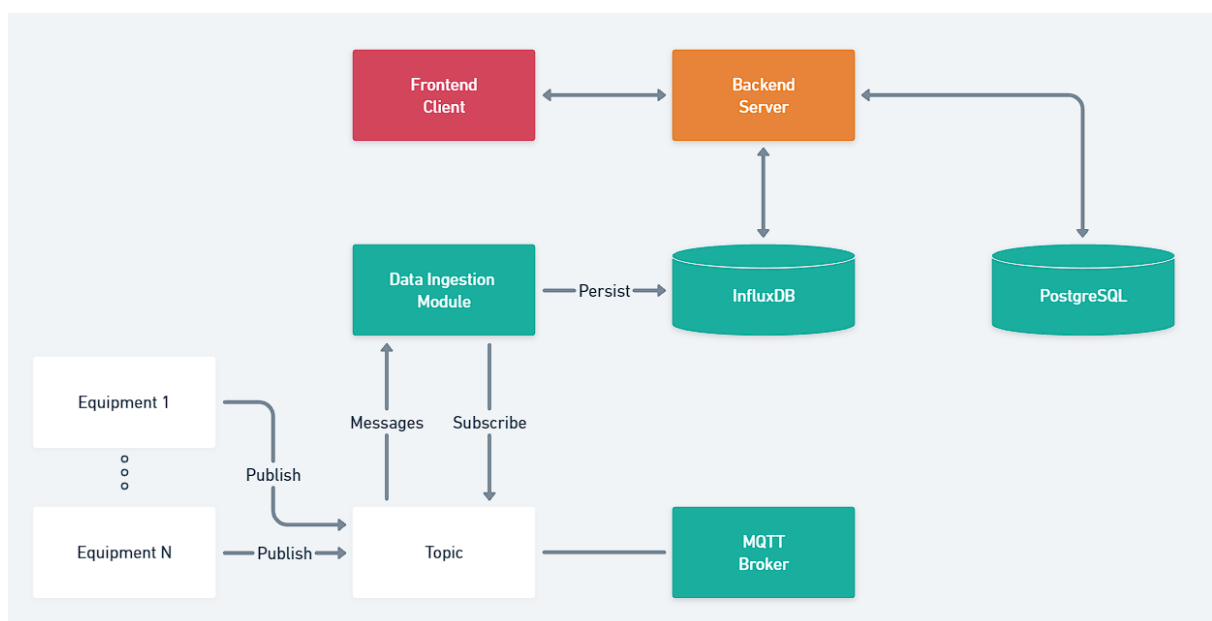 Frontend
Client
Backend
Server
Data Ingestion
Module
Persist
InfluxDB
PostgreSQL
Equipment 1
Messages
Subscribe
Publish
Equipment N
Publish
Topic
MQTT
Broker